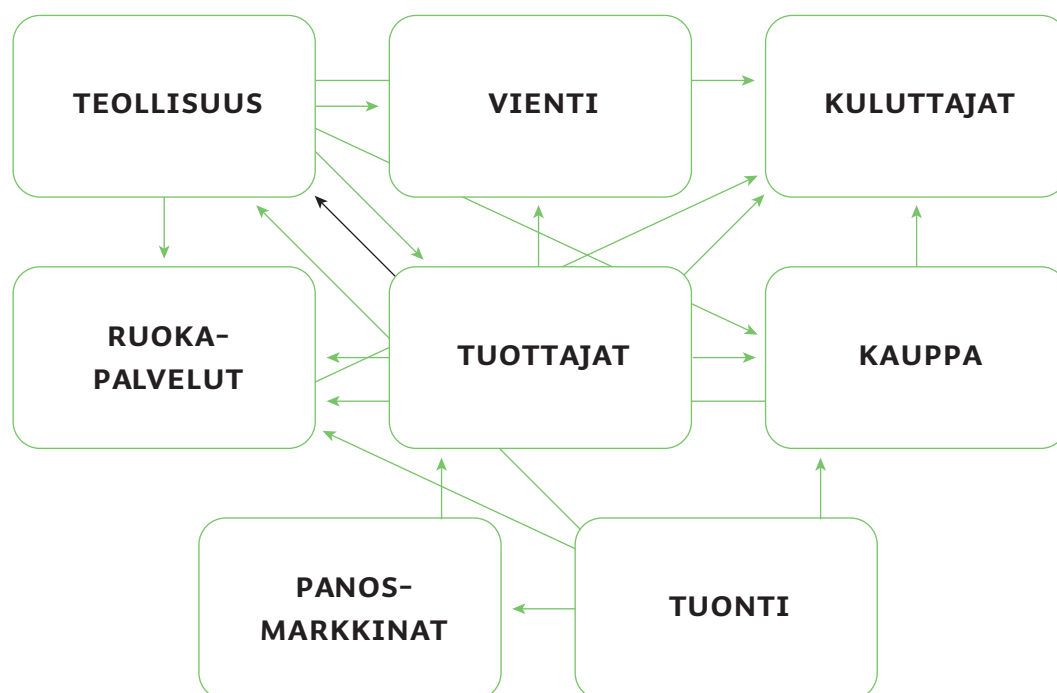 TEOLLISUUS
VIENTI
KULUTTAJAT
RUOKA-
PALVELUT
TUOTTAJAT
KAUPPA
PANOS-
MARKKINAT
TUONTI